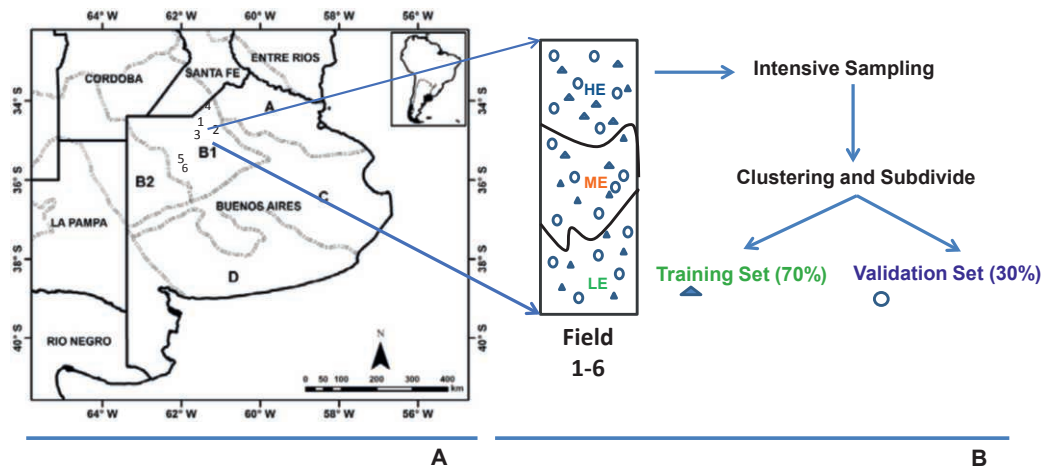 64° W 62° W 60° W 58° W 56° W
ENTRE RIOS
SANTA FE
CORDOBA
34° S
34° S
A
4
1
2
3
B1
5
6
B2
36° S
36° S
C
BUENOS AIRES
LA PAMPA
38° S
38° S
D
RIO NEGRO
40° S
40° S
N
0 50 100 200 300 400
km
64° W 62° W 60° W 58° W 56° W
A
HE
ME
LE
Field
1-6
Intensive Sampling
Clustering and Subdivide
Training Set (70%)
Validation Set (30%)
B